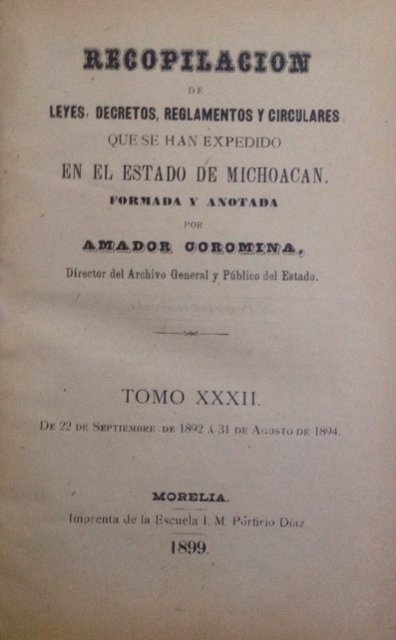 RECOPILACION
DE
LEYES, DECRETOS, REGLAMENTOS Y CIRCULARES
QUE SE HAN EXPEDIDO
EN EL ESTADO DE MICHOACAN.
FORMADA Y ANOTADA
POR
AMADOR COROMINA,
Director del Archivo General y Público del Estado.
TOMO XXXII.
DE 22 DE SEPTIEMBRE DE 1892 Á 31 DE AGOSTO DE 1894.
MORELIA.
Imprenta de la Escuela I. M. Porfirio Díaz.
1899.